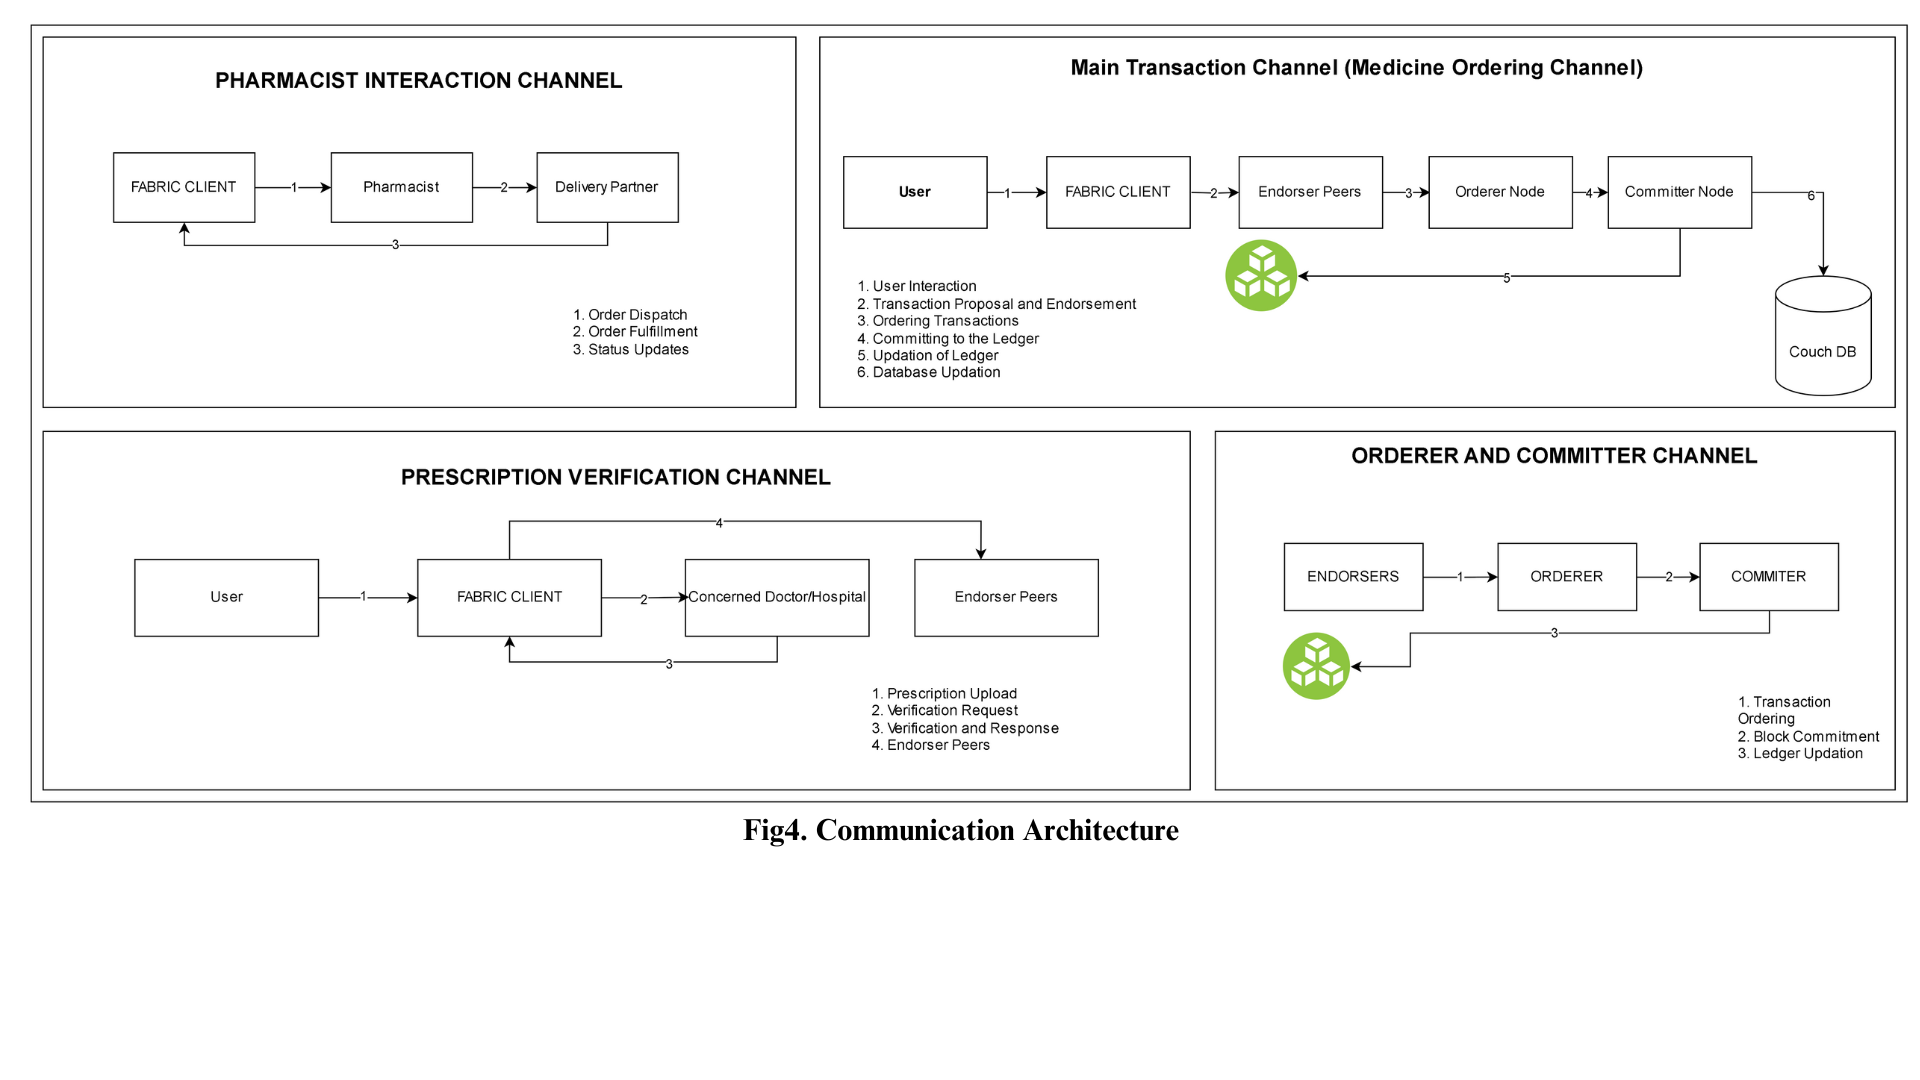 PHARMACIST INTERACTION CHANNEL
FABRIC CLIENT
1
Pharmacist
2
Delivery Partner
3
1. Order Dispatch
2. Order Fulfillment
3. Status Updates
Main Transaction Channel (Medicine Ordering Channel)
User
1
FABRIC CLIENT
2
Endorser Peers
3
Orderer Node
4
Committer Node
6
5
Couch DB
1. User Interaction
2. Transaction Proposal and Endorsement
3. Ordering Transactions
4. Committing to the Ledger
5. Updation of Ledger
6. Database Updation
PRESCRIPTION VERIFICATION CHANNEL
4
User
1
FABRIC CLIENT
2
Concerned Doctor/Hospital
Endorser Peers
3
1. Prescription Upload
2. Verification Request
3. Verification and Response
4. Endorser Peers
ORDERER AND COMMITTER CHANNEL
ENDORSERS
1
ORDERER
2
COMMITER
3
1. Transaction
Ordering
2. Block Commitment
3. Ledger Updation
Fig4. Communication Architecture